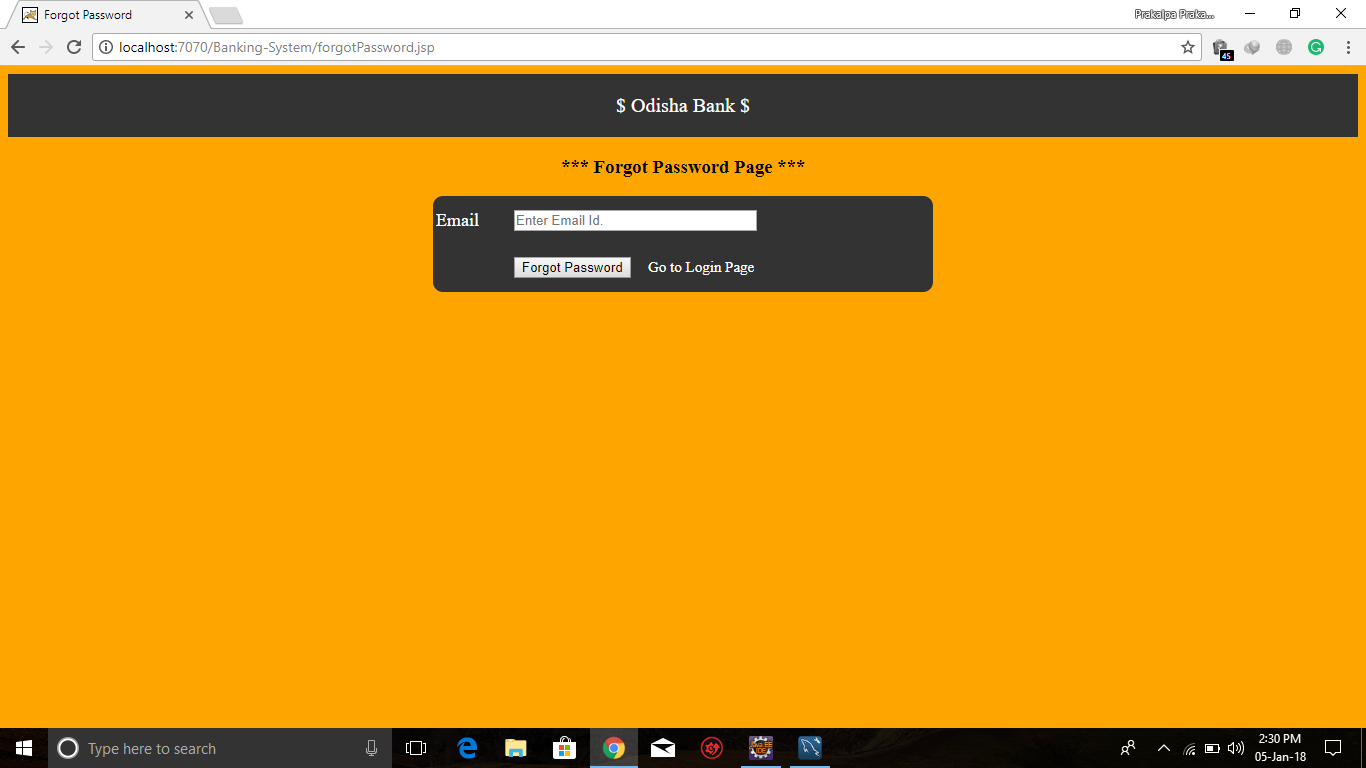 Forgot Password
Prakalpa Praka...
localhost:7070/Banking-System/forgotPassword.jsp
45
$ Odisha Bank $
*** Forgot Password Page ***
Email
Enter Email Id.
Forgot Password
Go to Login Page
Type here to search
2:30 PM
05-Jan-18